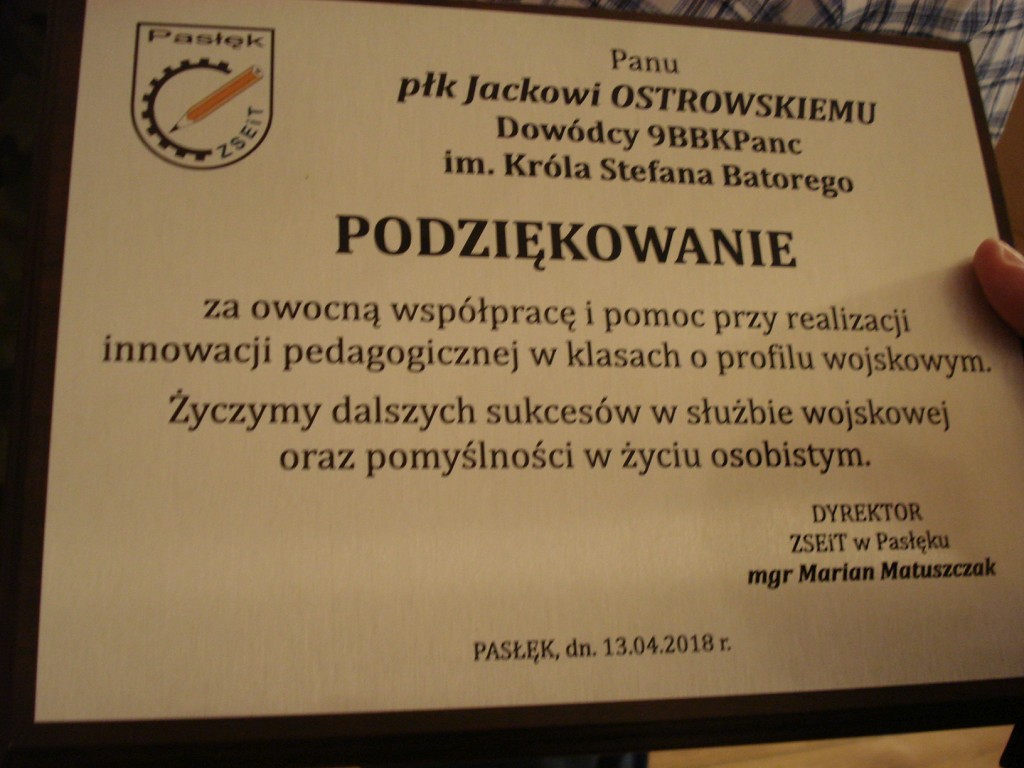 Pasłęk
ZSEiT
Panu
płk Jackowi OSTROWSKIEMU
Dowódcy 9BBKPanc
im. Króla Stefana Batorego
PODZIĘKOWANIE
za owocną współpracę i pomoc przy realizacji
innowacji pedagogicznej w klasach o profilu wojskowym.
Życzymy dalszych sukcesów w służbie wojskowej
oraz pomyślności w życiu osobistym.
DYREKTOR
ZSEiT w Pasłęku
mgr Marian Matuszczak
PASŁĘK, dn. 13.04.2018 r.